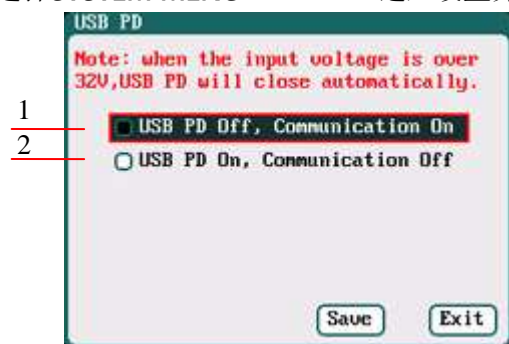 USB PD
Note: when the input voltage is over
32V,USB PD will close automatically.
1
USB PD Off, Communication On
2
USB PD On, Communication Off
Save
Exit